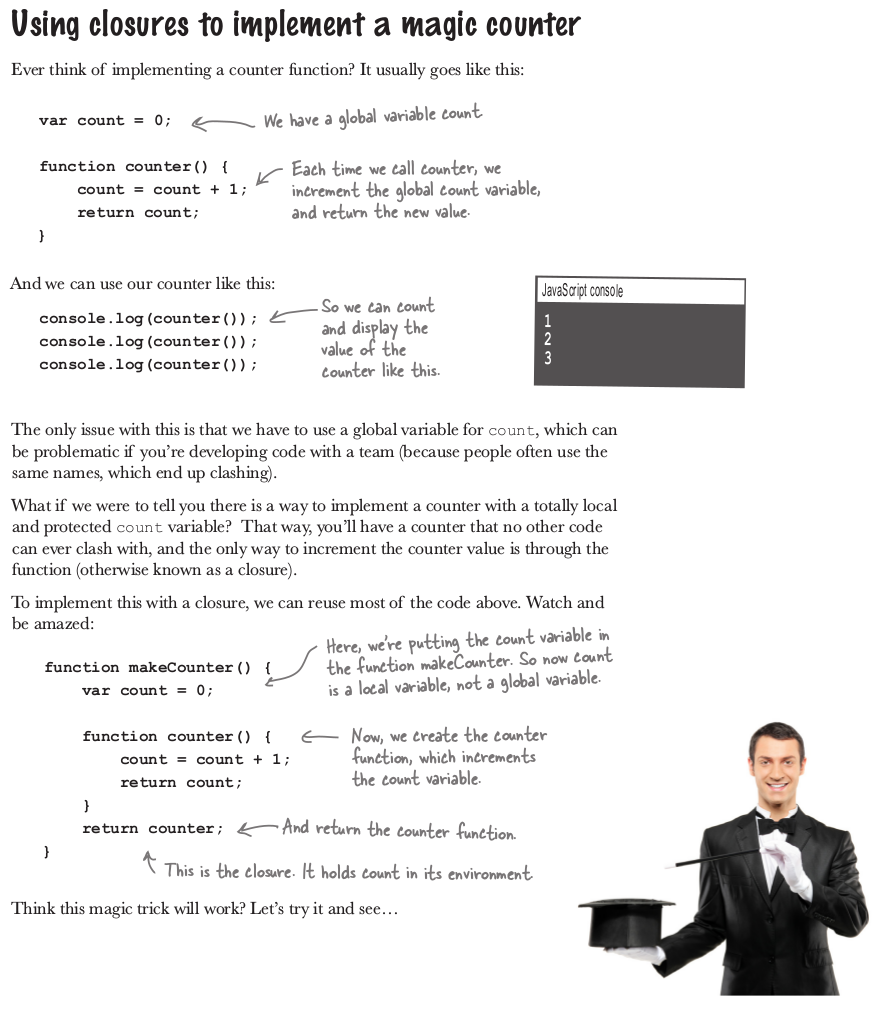 Using closures to implement a magic counter
Ever think of implementing a counter function? It usually goes like this:
var count = 0;
We have a global variable count
function counter() {
count = count + 1;
return count;
}
Each time we call counter, we
increment the global count variable,
and return the new value.
And we can use our counter like this:
console.log(counter());
console.log(counter());
console.log(counter());
So we can count
and display the
value of the
counter like this.
JavaScript console
1
2
3
The only issue with this is that we have to use a global variable for count, which can
be problematic if you're developing code with a team (because people often use the
same names, which end up clashing).
What if we were to tell you there is a way to implement a counter with a totally local
and protected count variable? That way, you'll have a counter that no other code
can ever clash with, and the only way to increment the counter value is through the
function (otherwise known as a closure).
To implement this with a closure, we can reuse most of the code above. Watch and
be amazed:
function makeCounter() {
var count = 0;
Here, we're putting the count variable in
the function makeCounter. So now count
is a local variable, not a global variable.
function counter() {
count = count + 1;
return count;
}
Now, we create the counter
function, which increments
the count variable.
return counter;
And return the counter function.
}
This is the closure. It holds count in its environment
Think this magic trick will work? Let's try it and see…